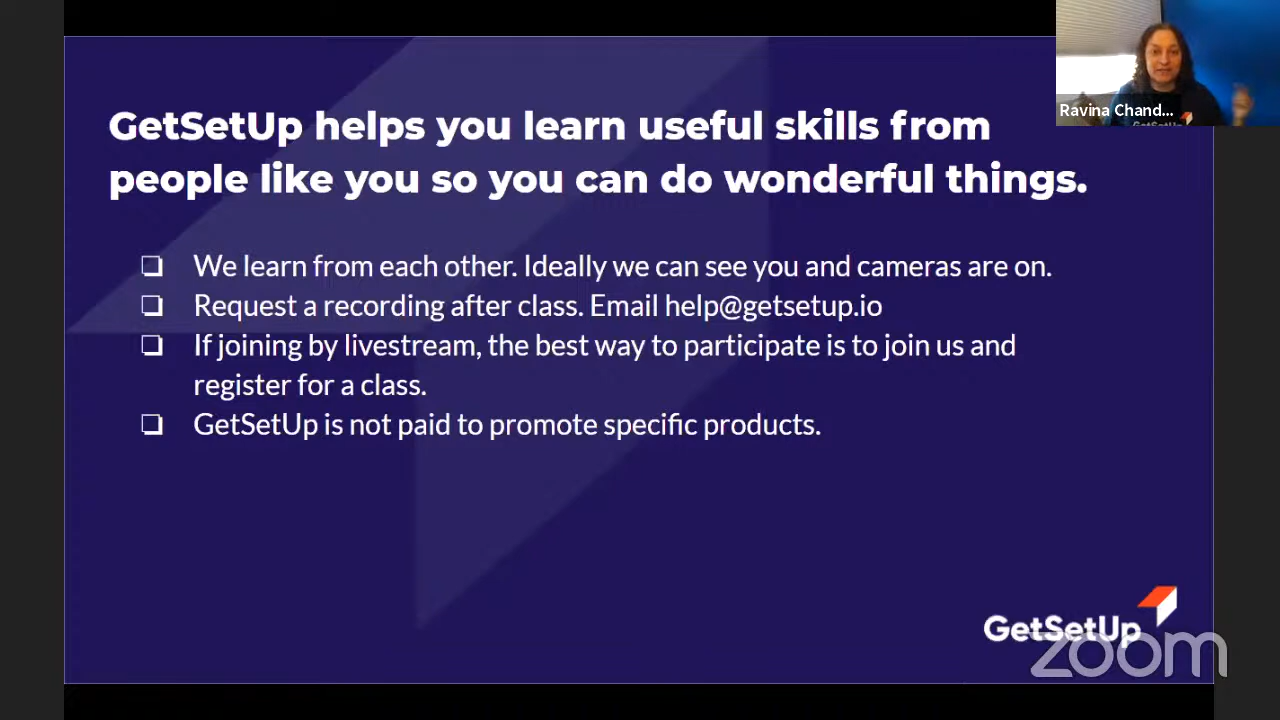 GetSetUp helps you learn useful skills from
people like you so you can do wonderful things.
❏ We learn from each other. Ideally we can see you and cameras are on.
❏ Request a recording after class. Email help@getsetup.io
❏ If joining by livestream, the best way to participate is to join us and
register for a class.
❏ GetSetUp is not paid to promote specific products.
Ravina Chand...
GetSetUp
GetSetUp
zoom